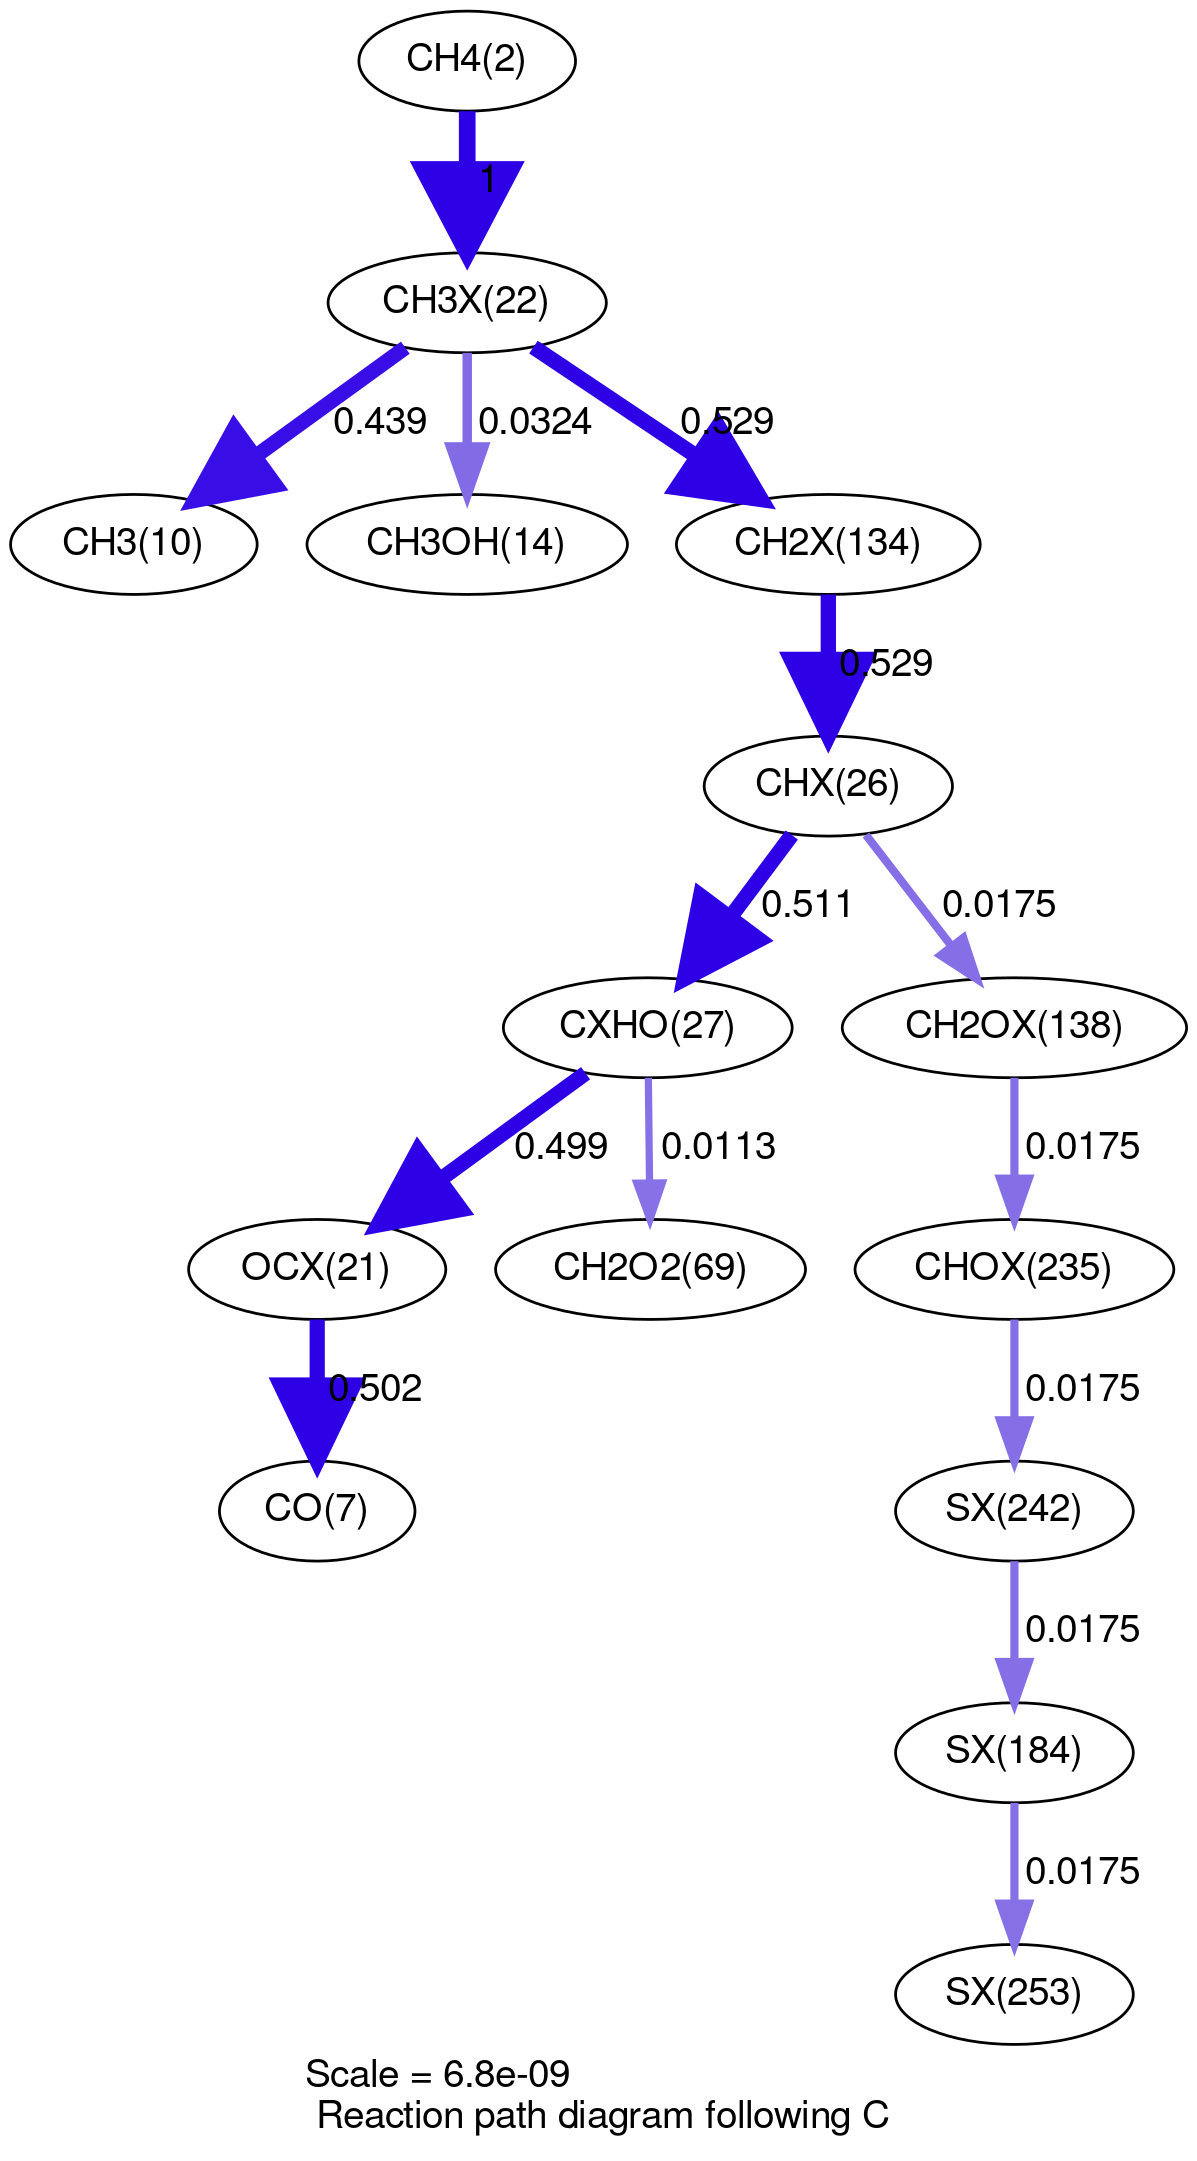 CH4(2)
1
CH3X(22)
0.439
0.0324
0.529
CH3(10)
CH3OH(14)
CH2X(134)
0.529
CHX(26)
0.511
0.0175
CXHO(27)
CH2OX(138)
0.499
0.0113
0.0175
OCX(21)
CH2O2(69)
CHOX(235)
0.502
0.0175
CO(7)
SX(242)
0.0175
SX(184)
0.0175
SX(253)
Scale = 6.8e-09
Reaction path diagram following C